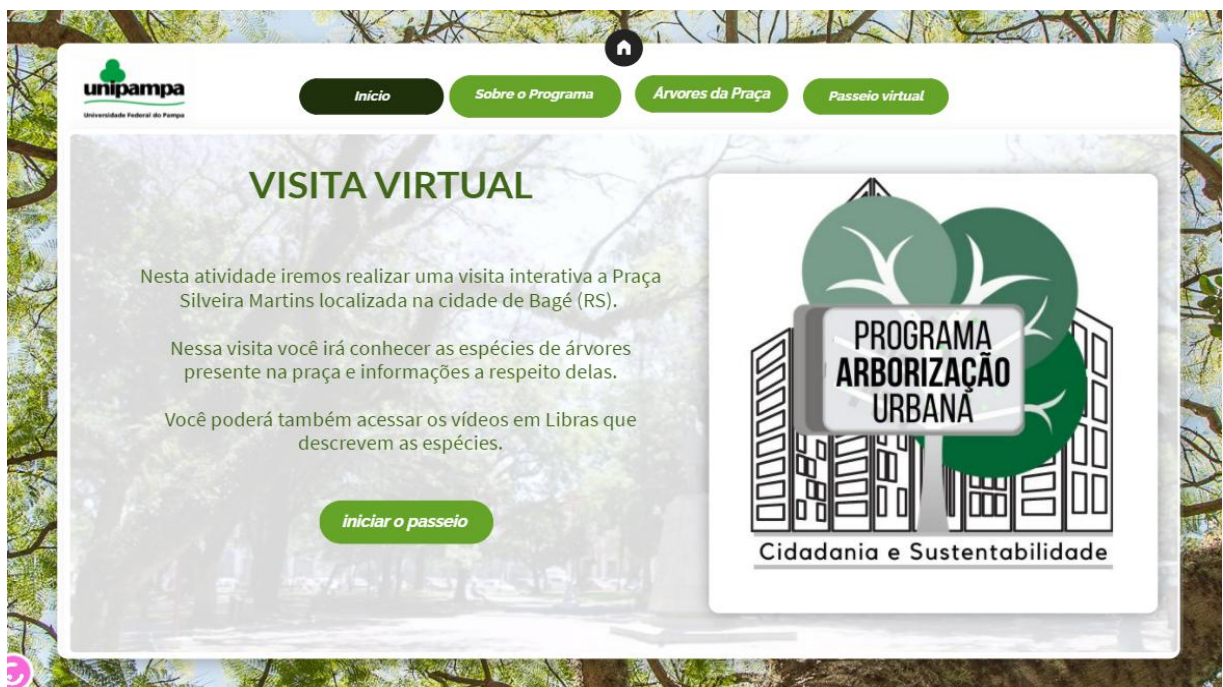 unipampa
Universidade Federal do Pampa
Início
Sobre o Programa
Árvores da Praça
Passeio virtual
VISITA VIRTUAL
Nesta atividade iremos realizar uma visita interativa a Praça
Silveira Martins localizada na cidade de Bagé (RS).
Nessa visita você irá conhecer as espécies de árvores
presente na praça e informações a respeito delas.
Você poderá também acessar os vídeos em Libras que
descrevem as espécies.
iniciar o passeio
PROGRAMA
ARBORIZAÇÃO
URBANA
Cidadania e Sustentabilidade